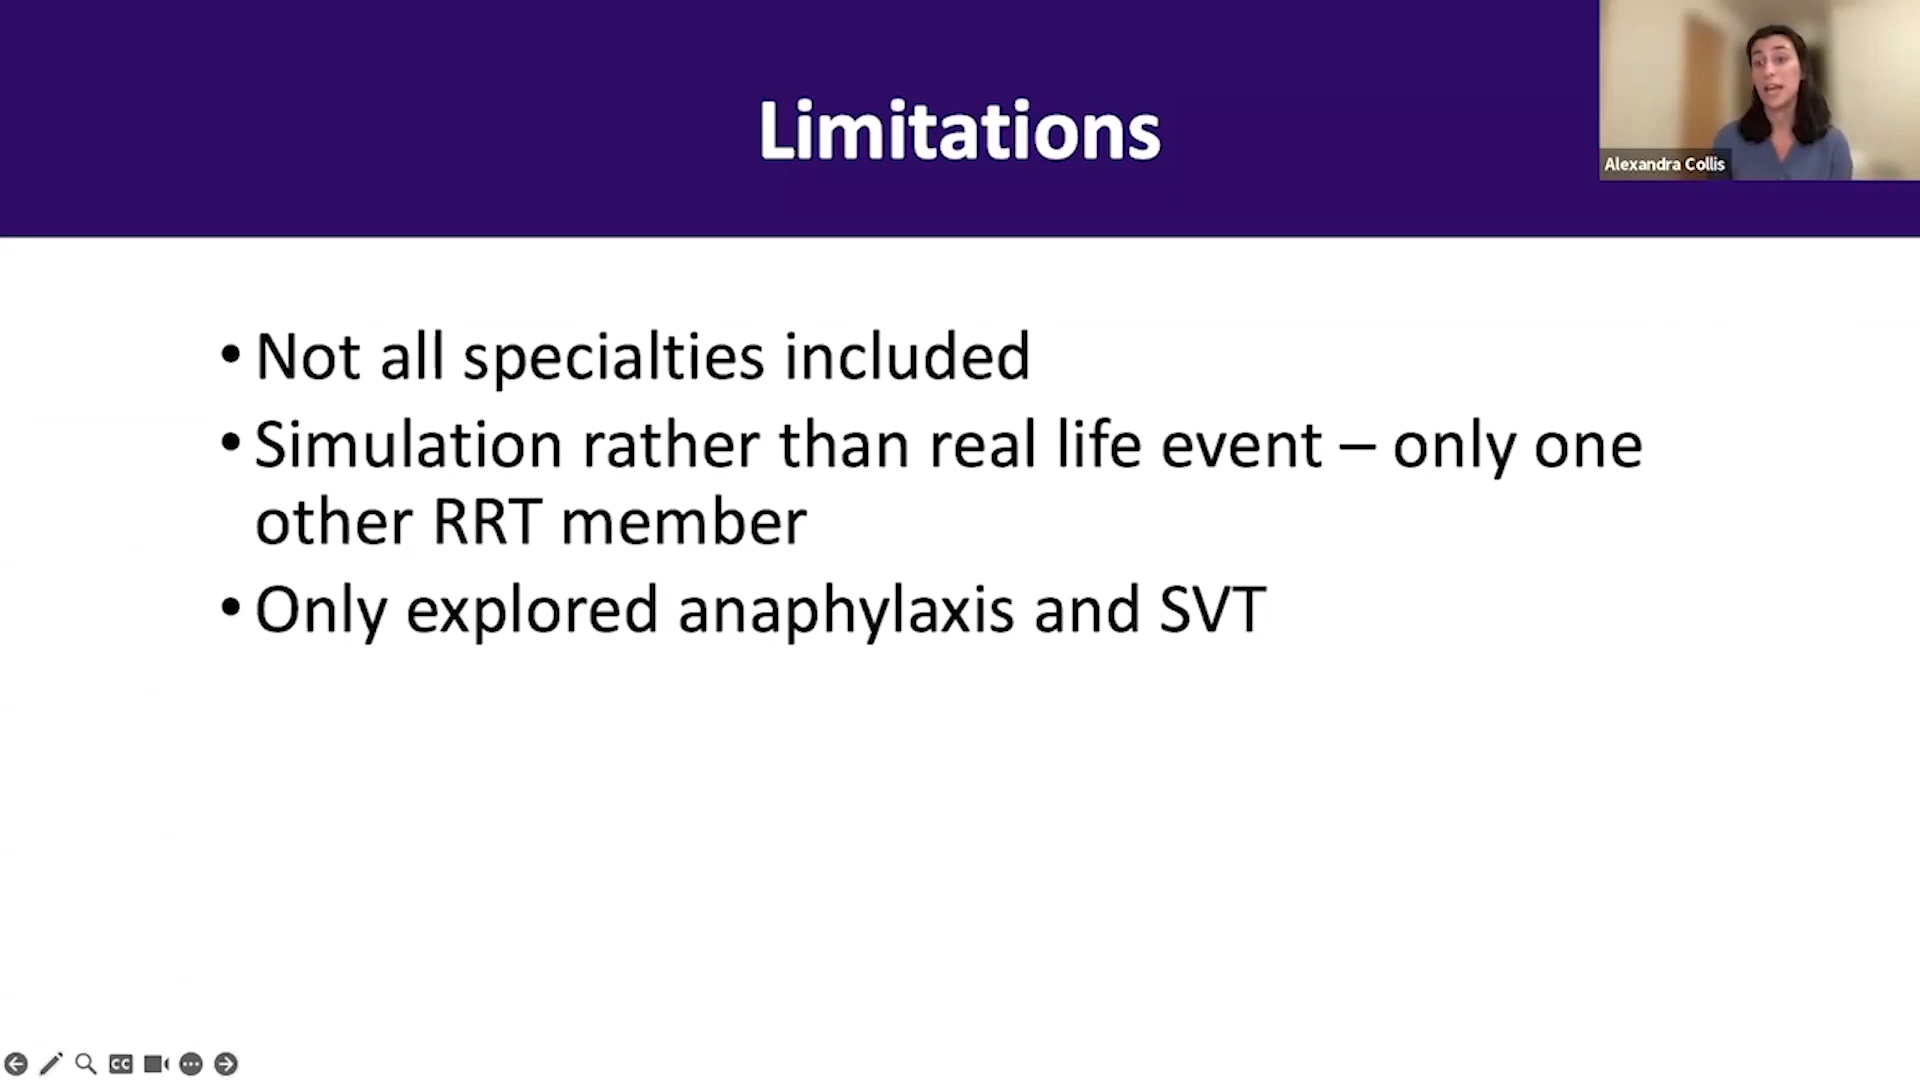 Limitations
Alexandra Collis
• Not all specialties included
• Simulation rather than real life event – only one
other RRT member
• Only explored anaphylaxis and SVT
CC